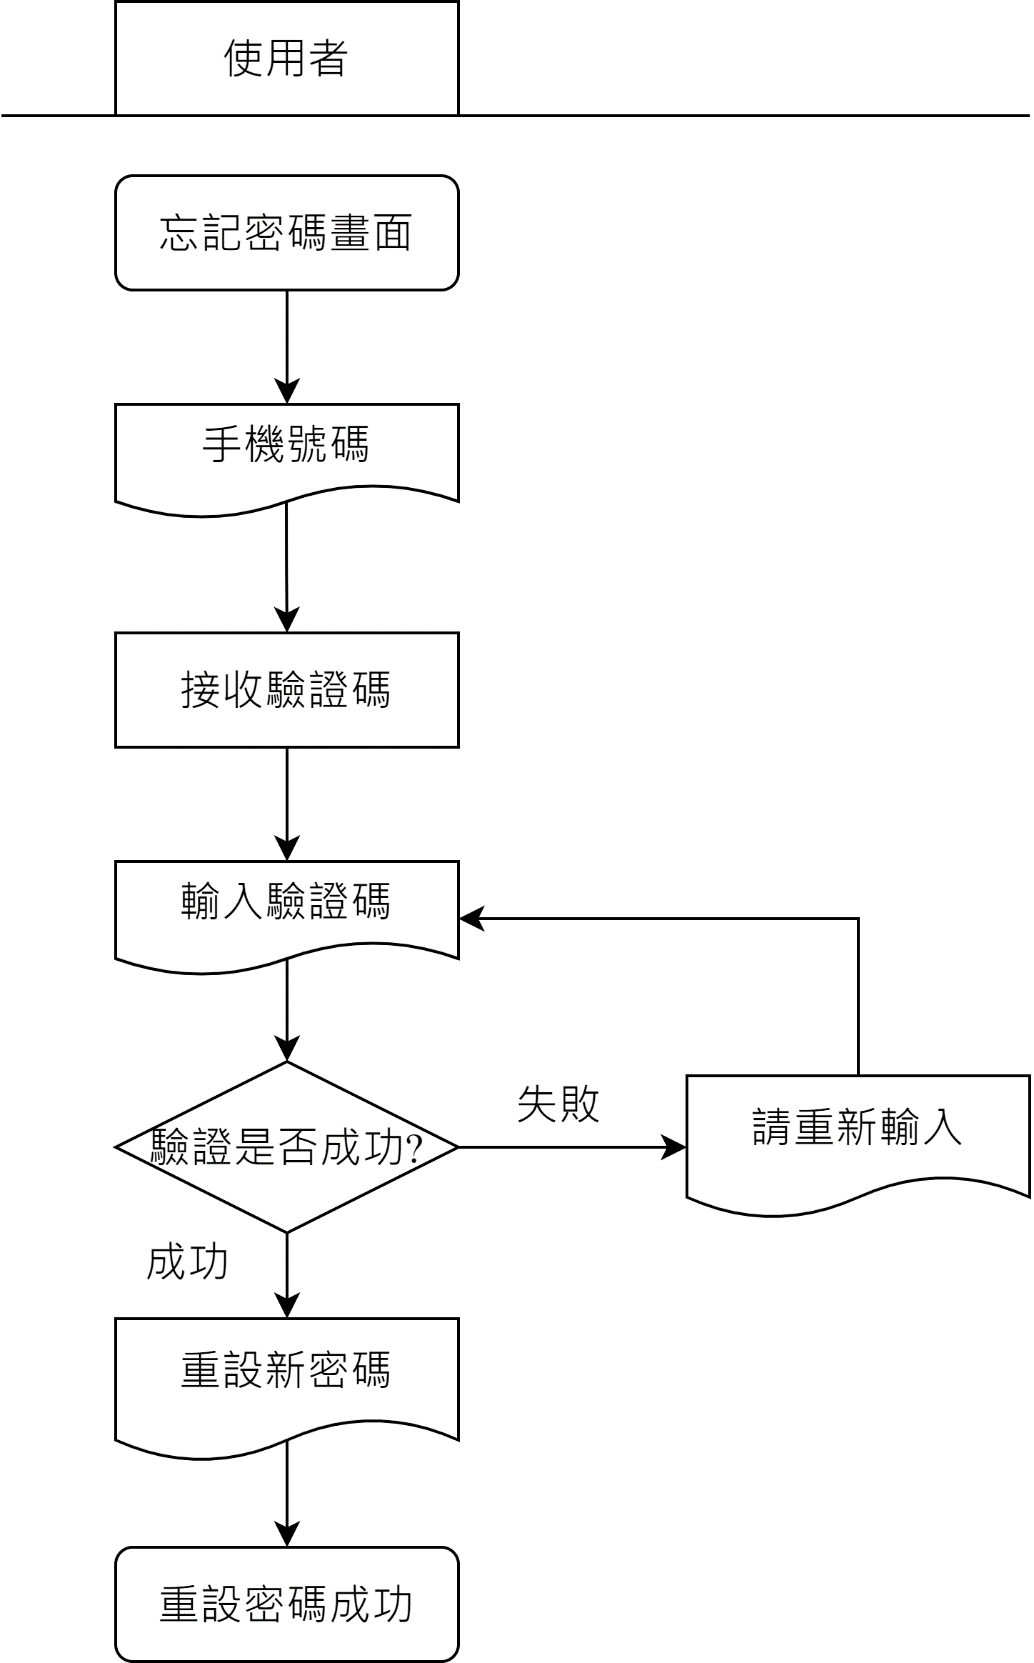 使用者
忘記密碼畫面
手機號碼
接收驗證碼
輸入驗證碼
驗證是否成功?
失敗
請重新輸入
成功
重設新密碼
重設密碼成功